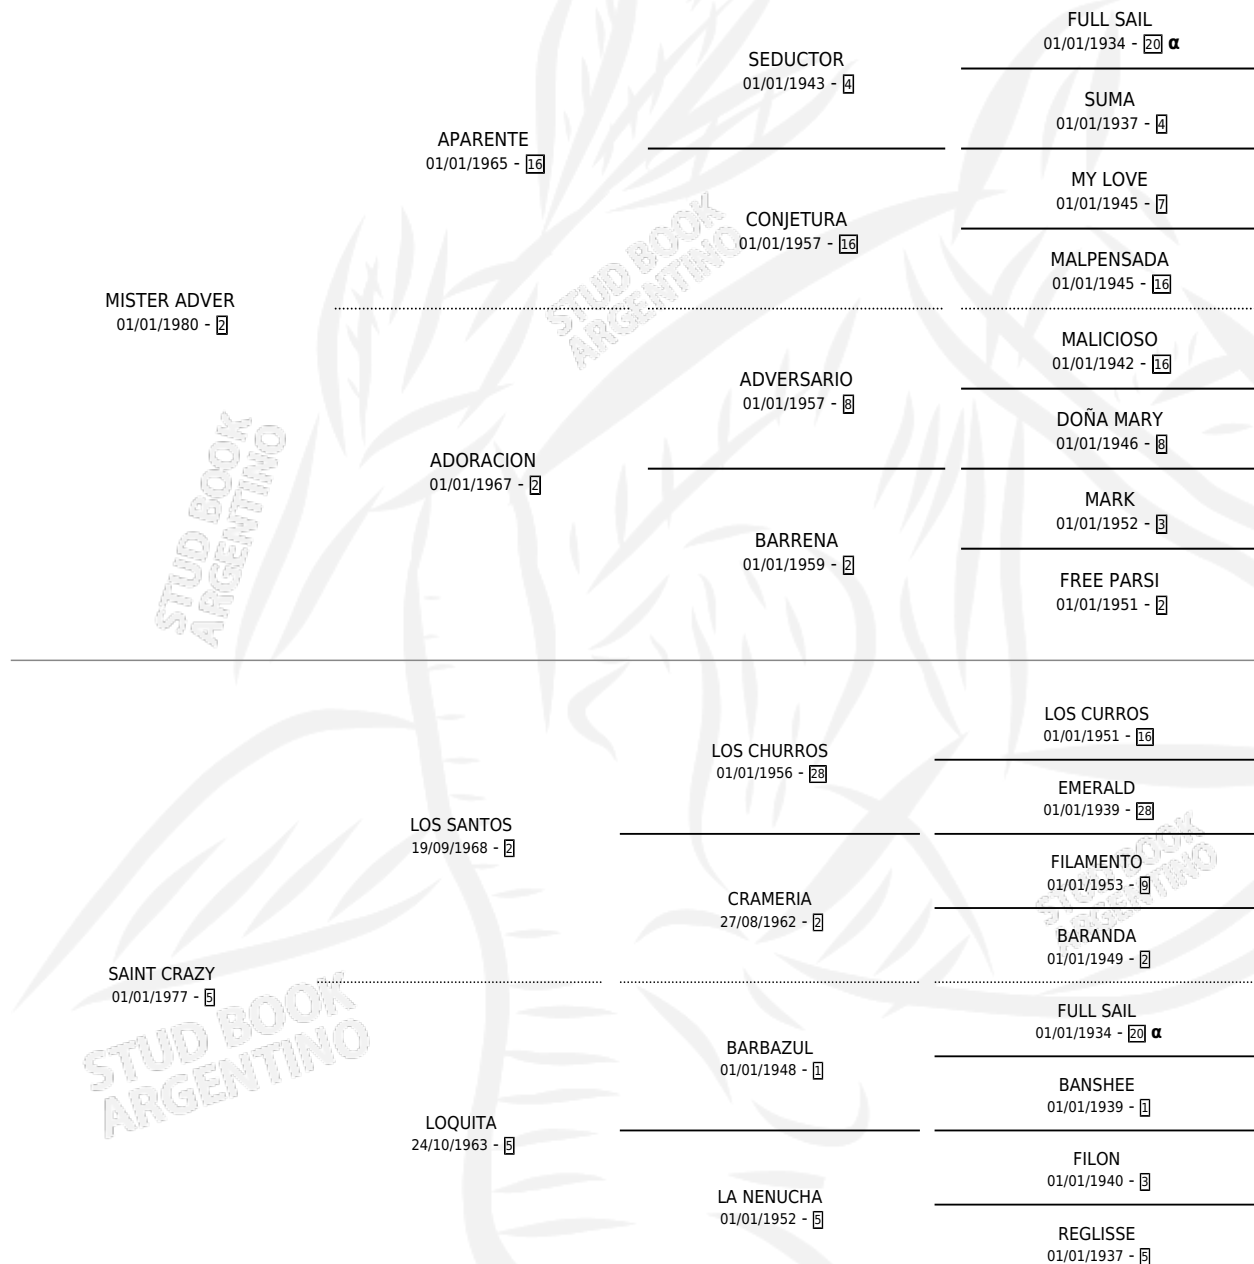 FULL SAIL
01/01/1934 - 20 α
SEDUCTOR
01/01/1943 - 4
SUMA
01/01/1937 - 4
APARENTE
01/01/1965 - 16
MY LOVE
01/01/1945 - 7
CONJETURA
01/01/1957 - 16
MALPENSADA
01/01/1945 - 16
MISTER ADVER
01/01/1980 - 2
STUD BOOK
ARGENTINO
MALICIOSO
01/01/1942 - 16
ADVERSARIO
01/01/1957 - 8
DOÑA MARY
01/01/1946 - 8
ADORACION
01/01/1967 - 2
STUD BOOK
ARGENTINO
MARK
01/01/1952 - 3
BARRENA
01/01/1959 - 2
FREE PARSI
01/01/1951 - 2
LOS CURROS
01/01/1951 - 16
LOS CHURROS
01/01/1956 - 28
EMERALD
01/01/1939 - 28
LOS SANTOS
19/09/1968 - 2
STUD BOOK
ARGENTINO
FILAMENTO
01/01/1953 - 9
CRAMERIA
27/08/1962 - 2
BARANDA
01/01/1949 - 2
SAINT CRAZY
01/01/1977 - 5
STUD BOOK
ARGENTINO
FULL SAIL
01/01/1934 - 20 α
BARBAZUL
01/01/1948 - 1
BANSHEE
01/01/1939 - 1
LOQUITA
24/10/1963 - 5
FILON
01/01/1940 - 3
LA NENUCHA
01/01/1952 - 5
REGLISSE
01/01/1937 - 5